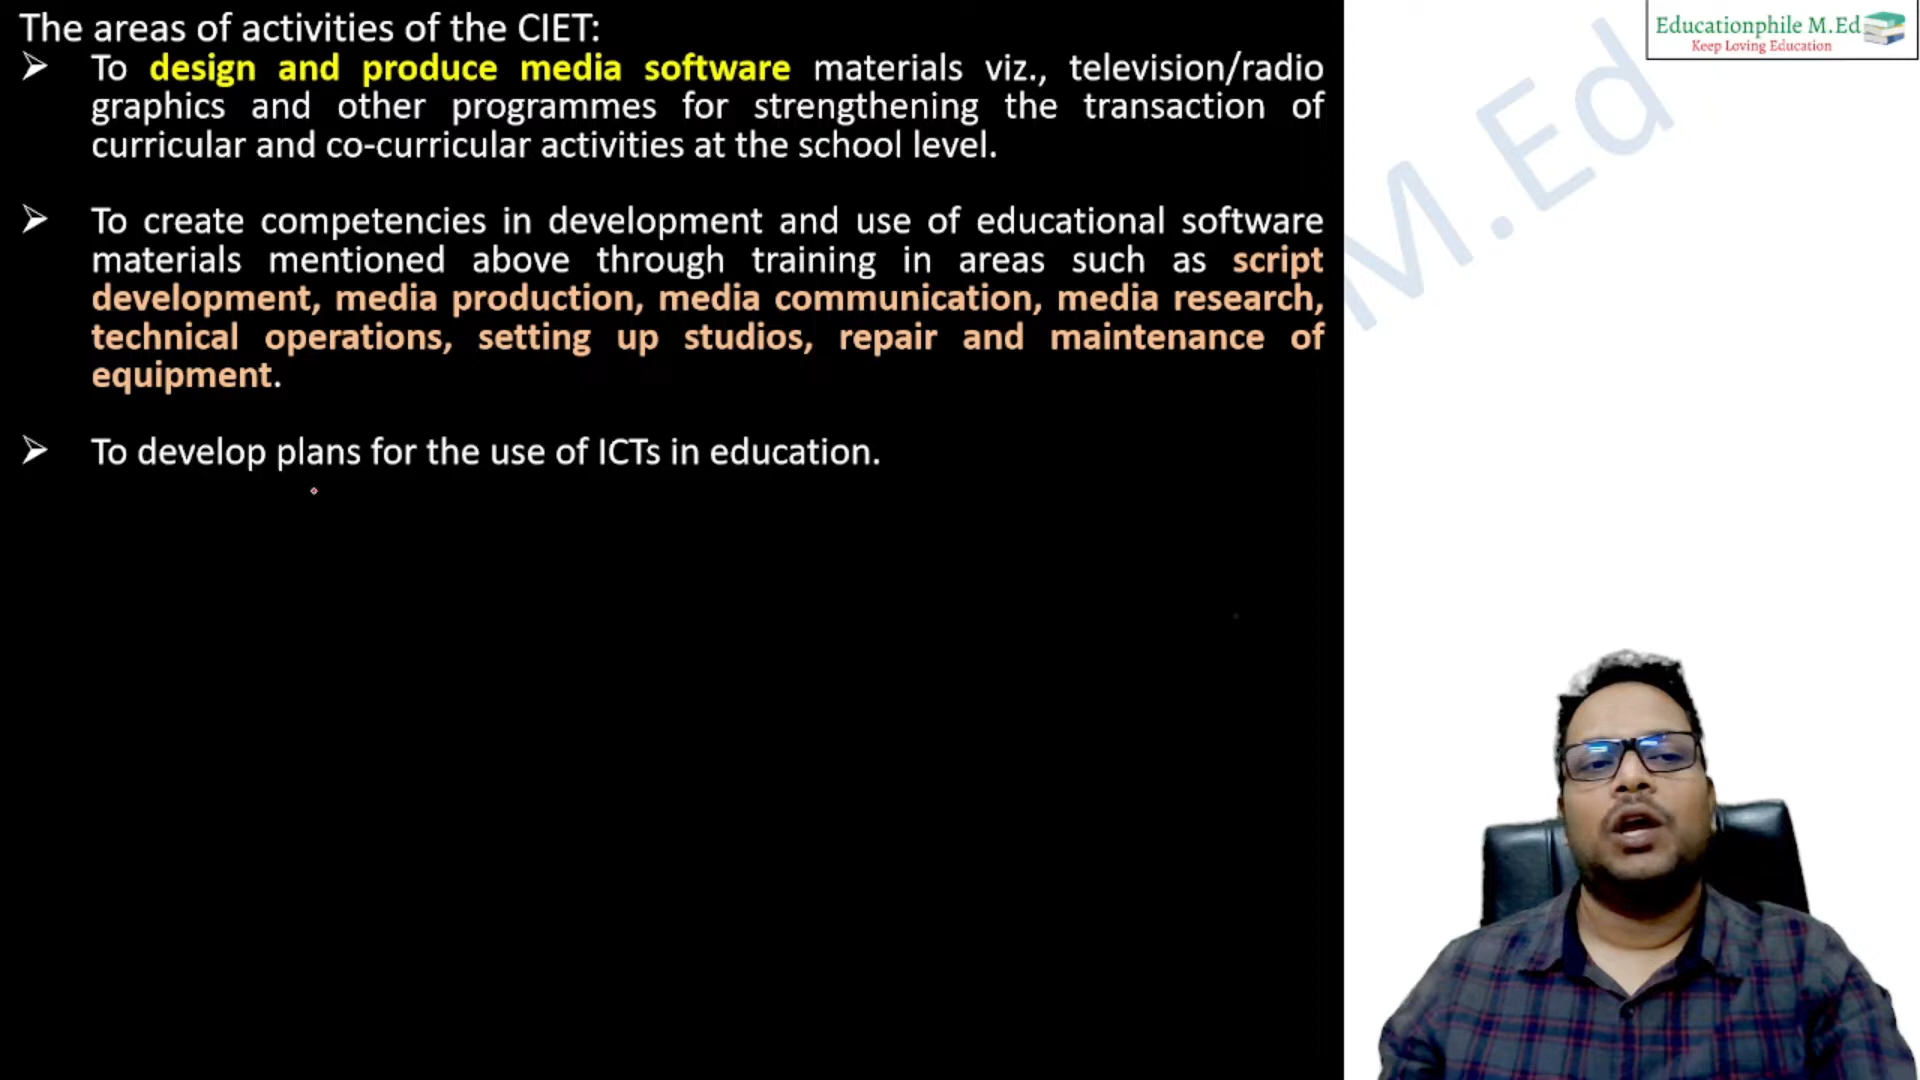 The areas of activities of the CIET:
➢ To design and produce media software materials viz., television/radio
graphics and other programmes for strengthening the transaction of
curricular and co-curricular activities at the school level.
➢ To create competencies in development and use of educational software
materials mentioned above through training in areas such as script
development, media production, media communication, media research,
technical operations, setting up studios, repair and maintenance of
equipment.
➢ To develop plans for the use of ICTs in education.
Educationphile M.Ed
Keep Loving Education
M.Ed